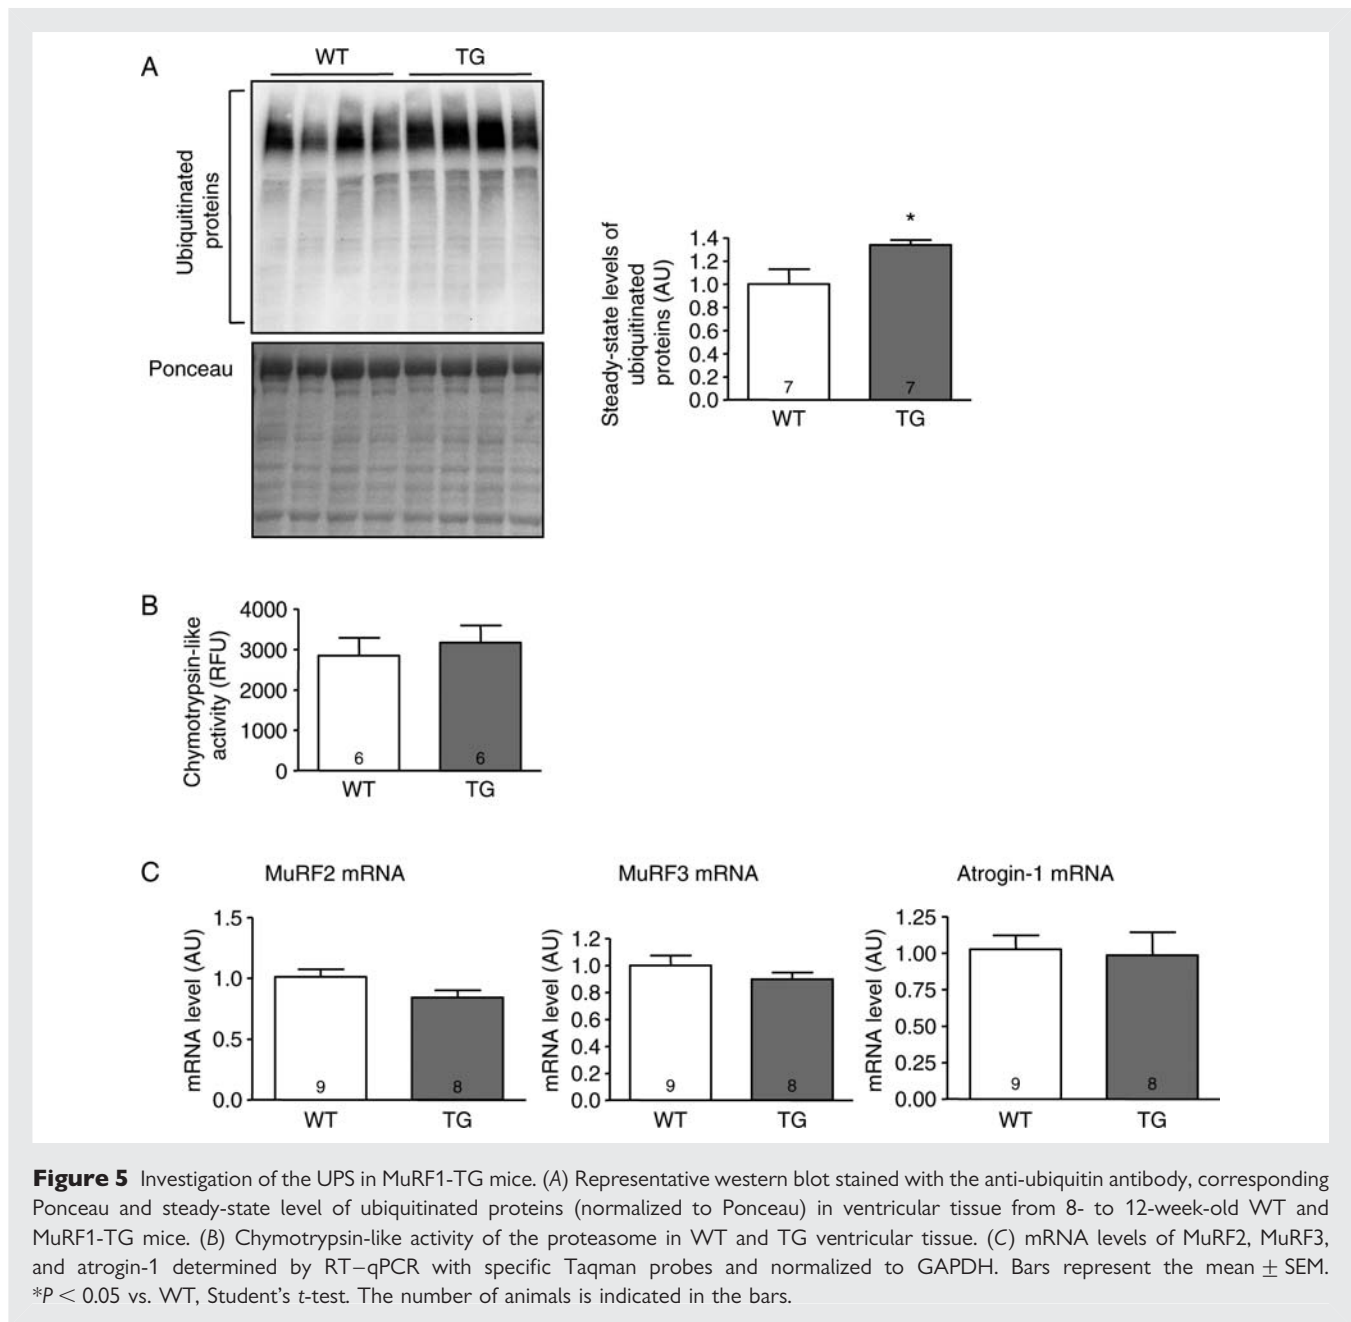 A
WT TG
Ubiquitinated
proteins
Ponceau
Steady-state levels of
ubiquitinated
proteins (AU)
1.4
1.2
1.0
0.8
0.6
0.4
0.2
0.0
*
7 7
WT TG
B
Chymotrypsin-like
activity (RFU)
4000
3000
2000
1000
0
6 6
WT TG
C
MuRF2 mRNA
mRNA level (AU)
1.5
1.0
0.5
0.0
9 8
WT TG
MuRF3 mRNA
mRNA level (AU)
1.2
1.0
0.8
0.6
0.4
0.2
0.0
9 8
WT TG
Atrogin-1 mRNA
mRNA level (AU)
1.25
1.00
0.75
0.50
0.25
0.00
9 8
WT TG
Figure 5 Investigation of the UPS in MuRF1-TG mice. (A) Representative western blot stained with the anti-ubiquitin antibody, corresponding
Ponceau and steady-state level of ubiquitinated proteins (normalized to Ponceau) in ventricular tissue from 8- to 12-week-old WT and
MuRF1-TG mice. (B) Chymotrypsin-like activity of the proteasome in WT and TG ventricular tissue. (C) mRNA levels of MuRF2, MuRF3,
and atrogin-1 determined by RT–qPCR with specific Taqman probes and normalized to GAPDH. Bars represent the mean ± SEM.
*P < 0.05 vs. WT, Student's t-test. The number of animals is indicated in the bars.